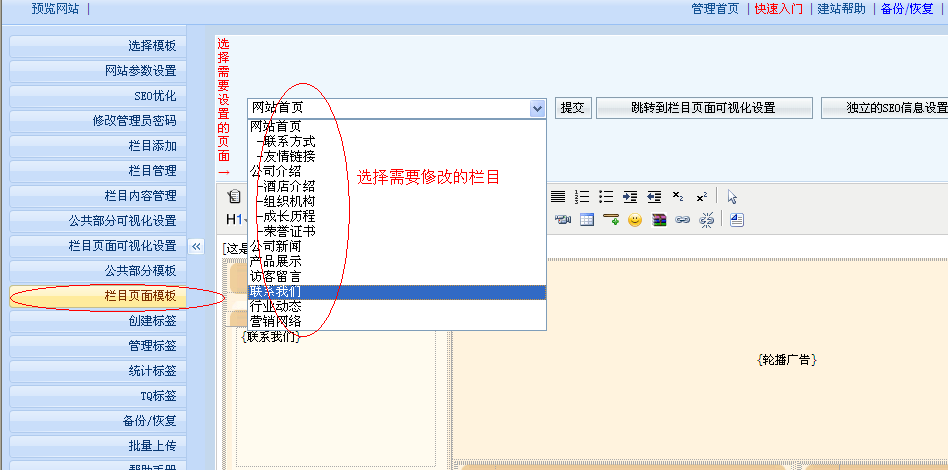 预览网站 |
管理首页 | 快速入门 | 建站帮助 | 备份/恢复 |
选择模板
网站参数设置
SEO优化
修改管理员密码
栏目添加
栏目管理
栏目内容管理
公共部分可视化设置
栏目页面可视化设置
公共部分模板
栏目页面模板
创建标签
管理标签
统计标签
TQ标签
备份/恢复
批量上传
帮助手册
«
选择需要设置的页面→
网站首页
提交
跳转到栏目页面可视化设置
独立的SEO信息设置
网站首页
-联系方式
-友情链接
公司介绍
-酒店介绍
-组织机构
-成长历程
-荣誉证书
公司新闻
产品展示
访客留言
联系我们
行业动态
营销网络
选择需要修改的栏目
H1
[这是
{联系我们}
{轮播广告}